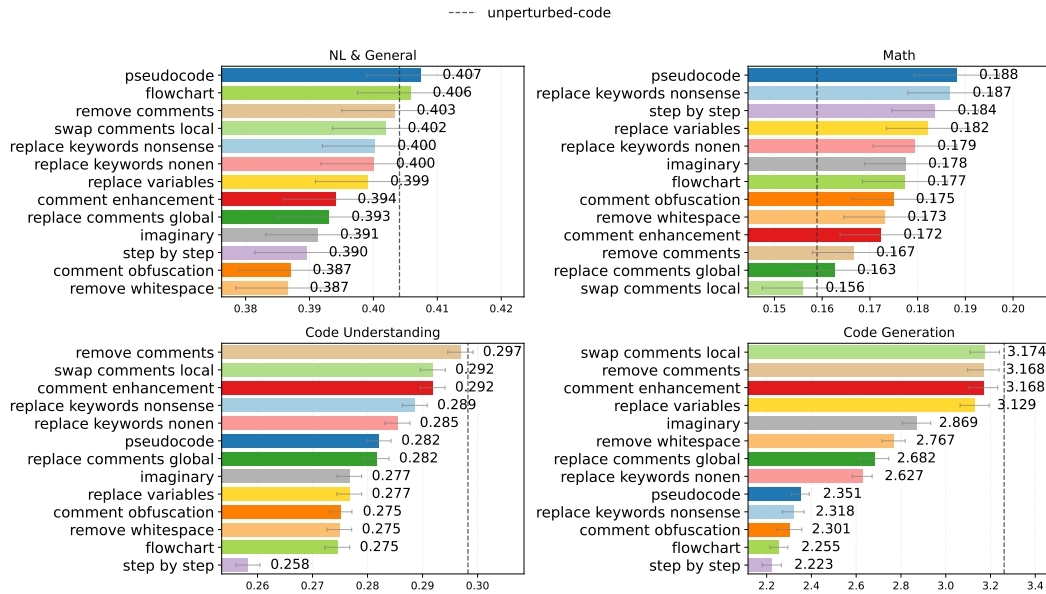 unperturbed-code
NL & General
pseudocode 0.407
flowchart 0.406
remove comments 0.403
swap comments local 0.402
replace keywords nonsense 0.400
replace keywords nonen 0.400
replace variables 0.399
comment enhancement 0.394
replace comments global 0.393
imaginary 0.391
step by step 0.390
comment obfuscation 0.387
remove whitespace 0.387
0.38 0.39 0.40 0.41 0.42
Math
pseudocode 0.188
replace keywords nonsense 0.187
step by step 0.184
replace variables 0.182
replace keywords nonen 0.179
imaginary 0.178
flowchart 0.177
comment obfuscation 0.175
remove whitespace 0.173
comment enhancement 0.172
remove comments 0.167
replace comments global 0.163
swap comments local 0.156
0.15 0.16 0.17 0.18 0.19 0.20
Code Understanding
remove comments 0.297
swap comments local 0.292
comment enhancement 0.292
replace keywords nonsense 0.289
replace keywords nonen 0.285
pseudocode 0.282
replace comments global 0.282
imaginary 0.277
replace variables 0.277
comment obfuscation 0.275
remove whitespace 0.275
flowchart 0.275
step by step 0.258
0.26 0.27 0.28 0.29 0.30
Code Generation
swap comments local 3.174
remove comments 3.168
comment enhancement 3.168
replace variables 3.129
imaginary 2.869
remove whitespace 2.767
replace comments global 2.682
replace keywords nonen 2.627
pseudocode 2.351
replace keywords nonsense 2.318
comment obfuscation 2.301
flowchart 2.255
step by step 2.223
2.2 2.4 2.6 2.8 3.0 3.2 3.4